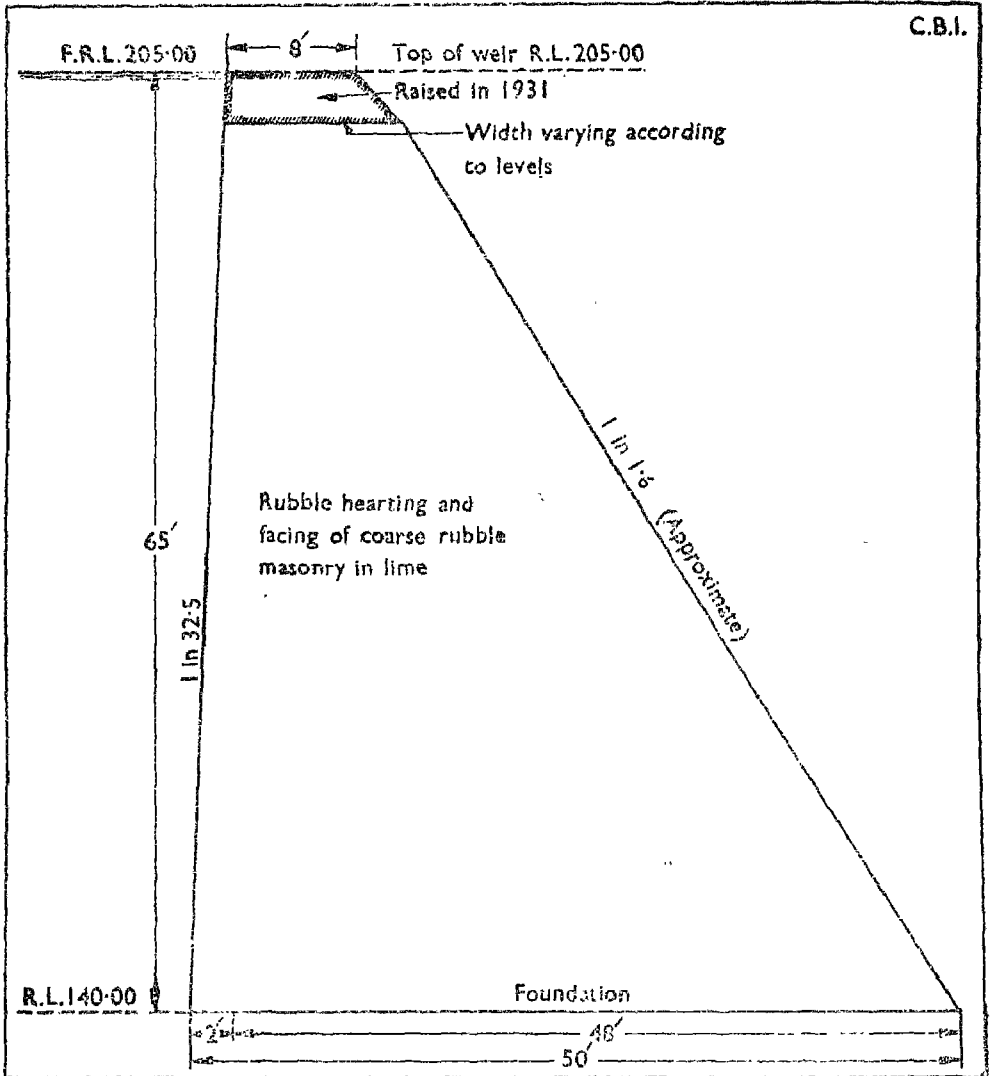 C.B.I.
8′
F.R.L. 205·00
Top of weir R.L. 205·00
Raised in 1931
Width varying according
to levels
1 in 1·6 (Approximate)
Rubble hearting and
facing of coarse rubble
masonry in lime
65′
1 in 32·5
R.L. 140·00
Foundation
2′
48′
50′